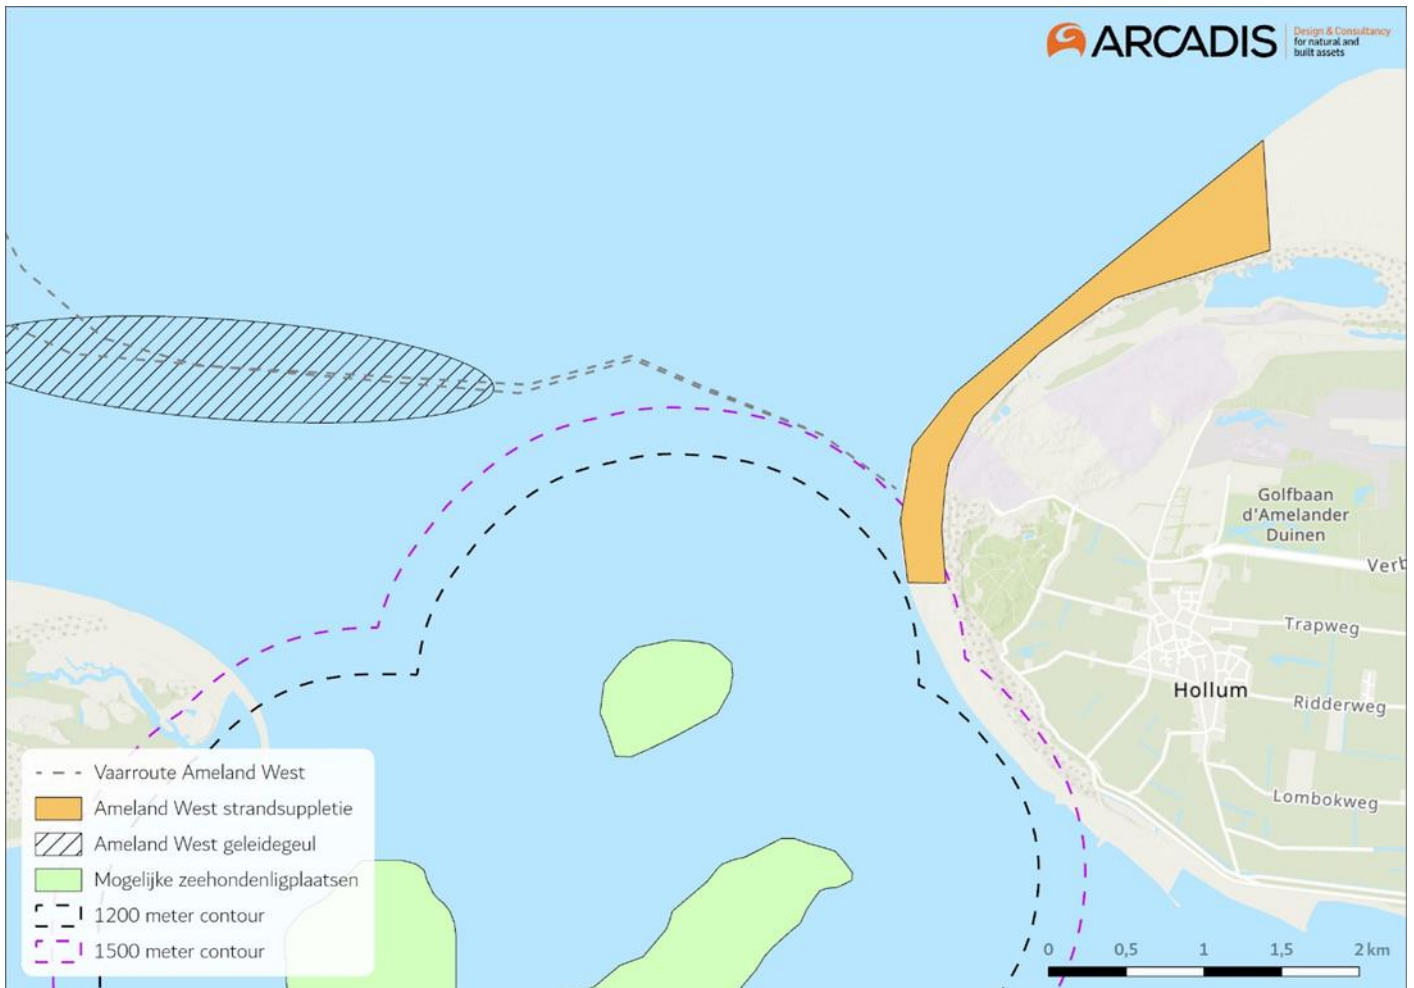 ARCADIS
Design & Consultancy
for natural and
built assets
Golfbaan
d'Amelander
Duinen
Verb
Trapweg
Hollum
Ridderweg
Lombokweg
Vaarroute Ameland West
Ameland West strandsuppletie
Ameland West geleidegeul
Mogelijke zeehondenligplaatsen
1200 meter contour
1500 meter contour
0 0,5 1 1,5 2 km